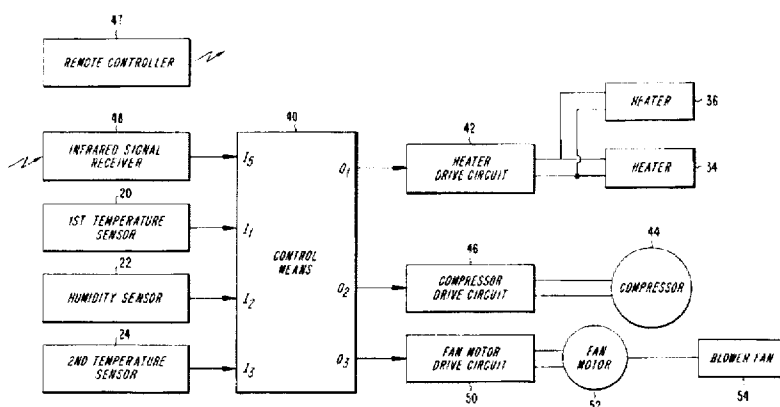 47
REMOTE CONTROLLER
48
INFRARED SIGNAL
RECEIVER
20
1ST TEMPERATURE
SENSOR
22
HUMIDITY SENSOR
24
2ND TEMPERATURE
SENSOR
40
I5
I1
I2
I3
CONTROL
MEANS
O1
O2
O3
42
HEATER
DRIVE CIRCUIT
HEATER
36
HEATER
34
46
COMPRESSOR
DRIVE CIRCUIT
44
COMPRESSOR
FAN MOTOR
DRIVE CIRCUIT
50
FAN
MOTOR
52
BLOWER FAN
54